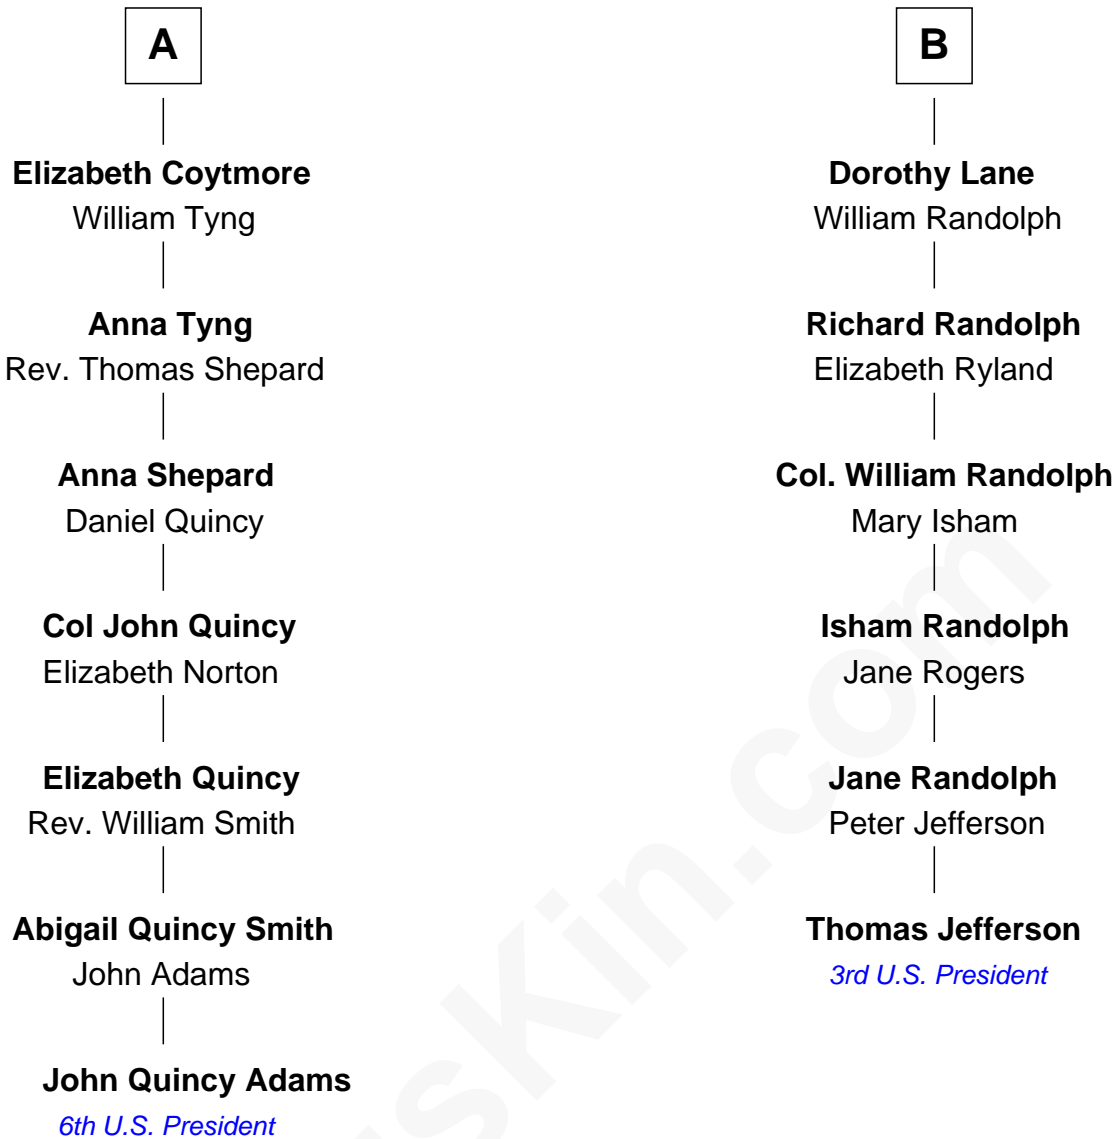 A
Elizabeth Coytmore
William Tyng
Anna Tyng
Rev. Thomas Shepard
Anna Shepard
Daniel Quincy
Col John Quincy
Elizabeth Norton
Elizabeth Quincy
Rev. William Smith
Abigail Quincy Smith
John Adams
John Quincy Adams
6th U.S. President
B
Dorothy Lane
William Randolph
Richard Randolph
Elizabeth Ryland
Col. William Randolph
Mary Isham
Isham Randolph
Jane Rogers
Jane Randolph
Peter Jefferson
Thomas Jefferson
3rd U.S. President
sKin.com